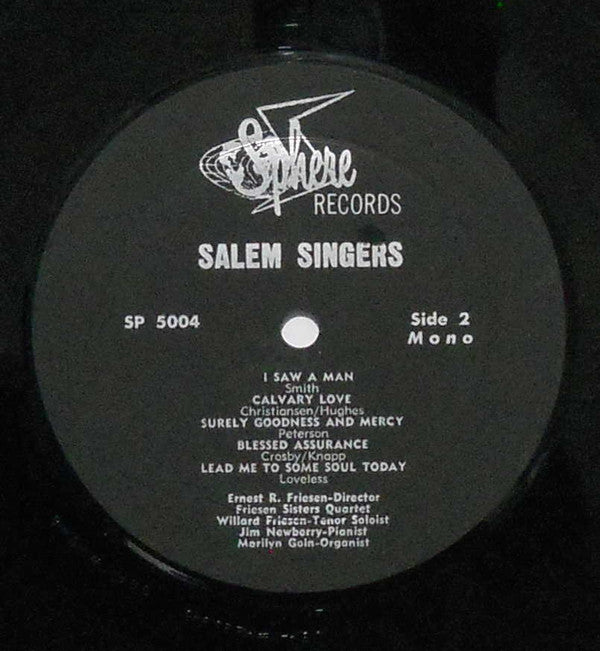 Sphere
RECORDS
SALEM SINGERS
SP 5004
Side 2
Mono
I SAW A MAN
Smith
CALVARY LOVE
Christiansen/Hughes
SURELY GOODNESS AND MERCY
Peterson
BLESSED ASSURANCE
Crosby/Knapp
LEAD ME TO SOME SOUL TODAY
Loveless
Ernest R. Friesen-Director
Friesen Sisters Quartet
Willard Friesen-Tenor Soloist
Jim Newberry-Pianist
Marilyn Goin-Organist